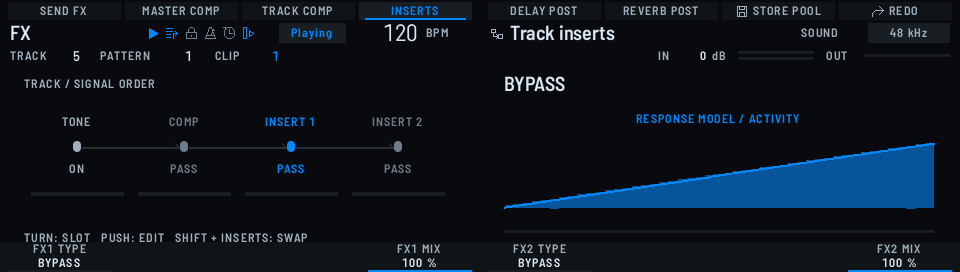 SEND FX MASTER COMP TRACK COMP INSERTS DELAY POST REVERB POST STORE POOL REDO
FX Playing 120 BPM Track inserts SOUND 48 kHz
TRACK 5 PATTERN 1 CLIP 1 IN 0 dB OUT
TRACK / SIGNAL ORDER BYPASS
TONE COMP INSERT 1 INSERT 2 RESPONSE MODEL / ACTIVITY
ON PASS PASS PASS
TURN: SLOT PUSH: EDIT SHIFT + INSERTS: SWAP
FX1 TYPE FX1 MIX FX2 TYPE FX2 MIX
BYPASS 100 % BYPASS 100 %